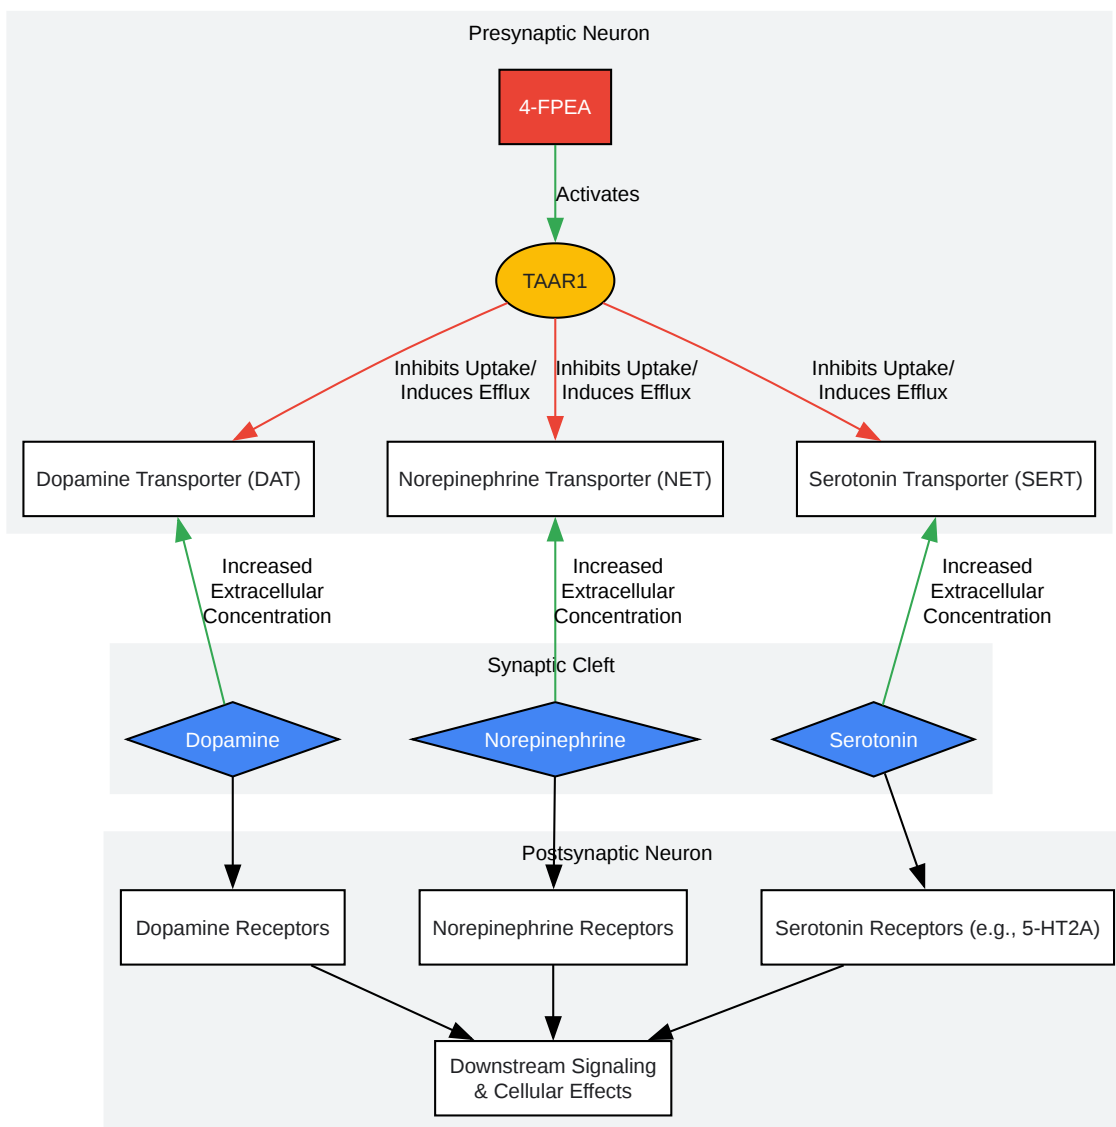 Presynaptic Neuron
4-FPEA
Activates
TAAR1
Inhibits Uptake/
Induces Efflux
Inhibits Uptake/
Induces Efflux
Inhibits Uptake/
Induces Efflux
Dopamine Transporter (DAT)
Norepinephrine Transporter (NET)
Serotonin Transporter (SERT)
Increased
Extracellular
Concentration
Increased
Extracellular
Concentration
Increased
Extracellular
Concentration
Synaptic Cleft
Dopamine
Norepinephrine
Serotonin
Postsynaptic Neuron
Dopamine Receptors
Norepinephrine Receptors
Serotonin Receptors (e.g., 5-HT2A)
Downstream Signaling
& Cellular Effects